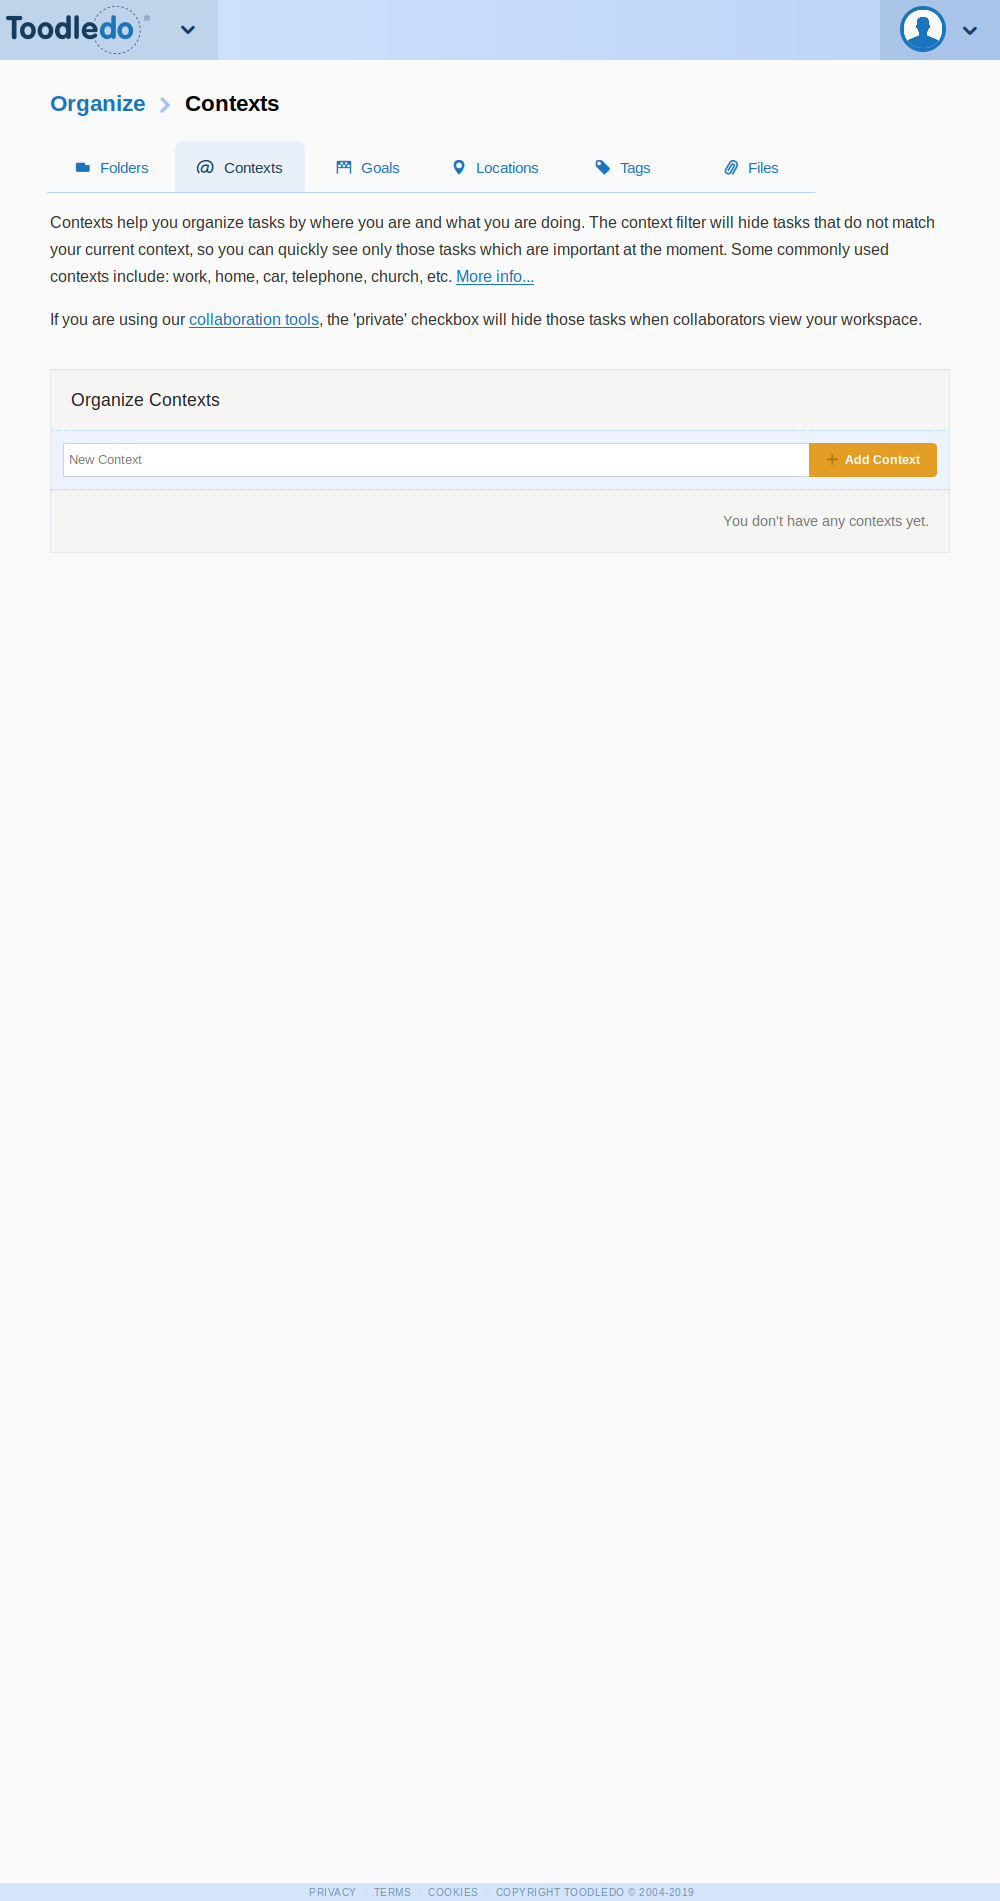 Toodledo®
Organize Contexts
Folders Contexts Goals Locations Tags Files
Contexts help you organize tasks by where you are and what you are doing. The context filter will hide tasks that do not match
your current context, so you can quickly see only those tasks which are important at the moment. Some commonly used
contexts include: work, home, car, telephone, church, etc. More info...
If you are using our collaboration tools, the 'private' checkbox will hide those tasks when collaborators view your workspace.
Organize Contexts
New Context + Add Context
You don't have any contexts yet.
PRIVACY · TERMS · COOKIES · COPYRIGHT TOODLEDO © 2004-2019